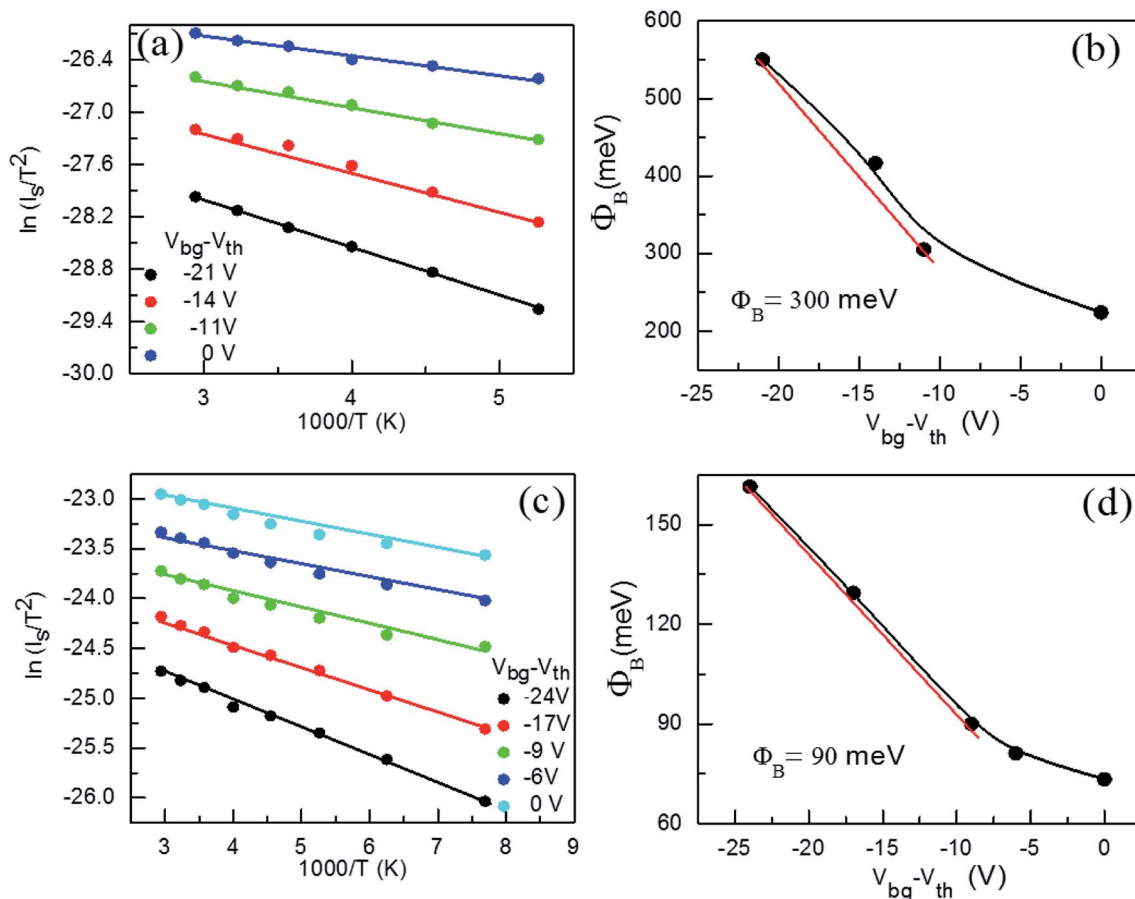 (a)
ln (I_S/T^2)
-26.4
-27.0
-27.6
-28.2
-28.8
-29.4
-30.0
V_bg-V_th
-21 V
-14 V
-11V
0 V
3 4 5
1000/T (K)
(b)
Φ_B(meV)
600
500
400
300
200
Φ_B= 300 meV
-25 -20 -15 -10 -5 0
V_bg-V_th (V)
(c)
ln (I_S/T^2)
-23.0
-23.5
-24.0
-24.5
-25.0
-25.5
-26.0
V_bg-V_th
-24V
-17V
-9 V
-6V
0 V
3 4 5 6 7 8 9
1000/T (K)
(d)
Φ_B(meV)
150
120
90
60
Φ_B= 90 meV
-25 -20 -15 -10 -5 0
V_bg-V_th (V)